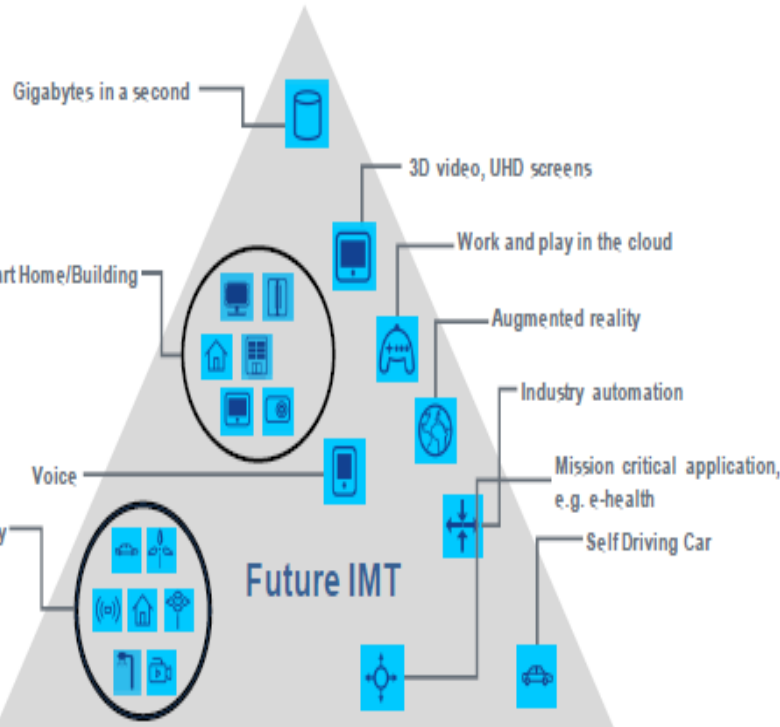 Gigabytes in a second
3D video, UHD screens
Work and play in the cloud
art Home/Building
Augmented reality
Industry automation
Voice
Mission critical application,
e.g. e-health
y
Self Driving Car
Future IMT